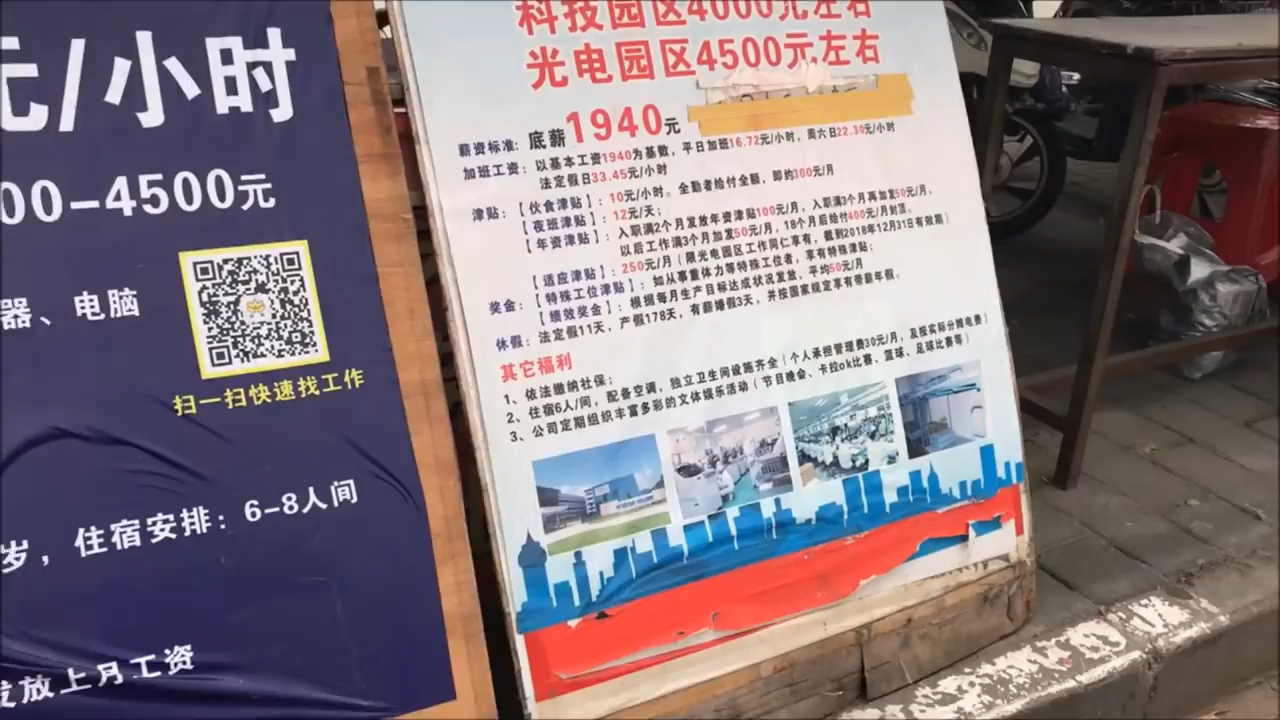 元/小时
00-4500元
器、电脑
扫一扫快速找工作
岁，住宿安排：6-8人间
发放上月工资
科技园区4000元左右
光电园区4500元左右
薪资标准：底薪1940元
加班工资：以基本工资1940为基数，平日加班16.72元/小时，周六日22.30元/小时
法定假日33.45元/小时
津贴：【伙食津贴】：10元/小时。全勤者给付全额，即约300元/月
【夜班津贴】：12元/天；
【年资津贴】：入职满2个月发放年资津贴100元/月，入职满3个月再加发50元/月，
以后工作满3个月加发50元/月，18个月后给付400元/月封顶。
【适应津贴】：250元/月（限光电园区工作同仁享有，截到2018年12月31日有效期）
【特殊工位津贴】：如从事重体力等特殊工位者，享有特殊津贴；
奖金：【绩效奖金】：根据每月生产目标达成状况发放，平均50元/月
休假：法定假11天，产假178天，有薪婚假3天，并按国家规定享有带薪年假。
其它福利
1、依法缴纳社保；
2、住宿6人/间，配备空调，独立卫生间设施齐全（个人承担管理费30元/月，及按实际分摊电费）
3、公司定期组织丰富多彩的文体娱乐活动（节目晚会、卡拉ok比赛、篮球、足球比赛等）